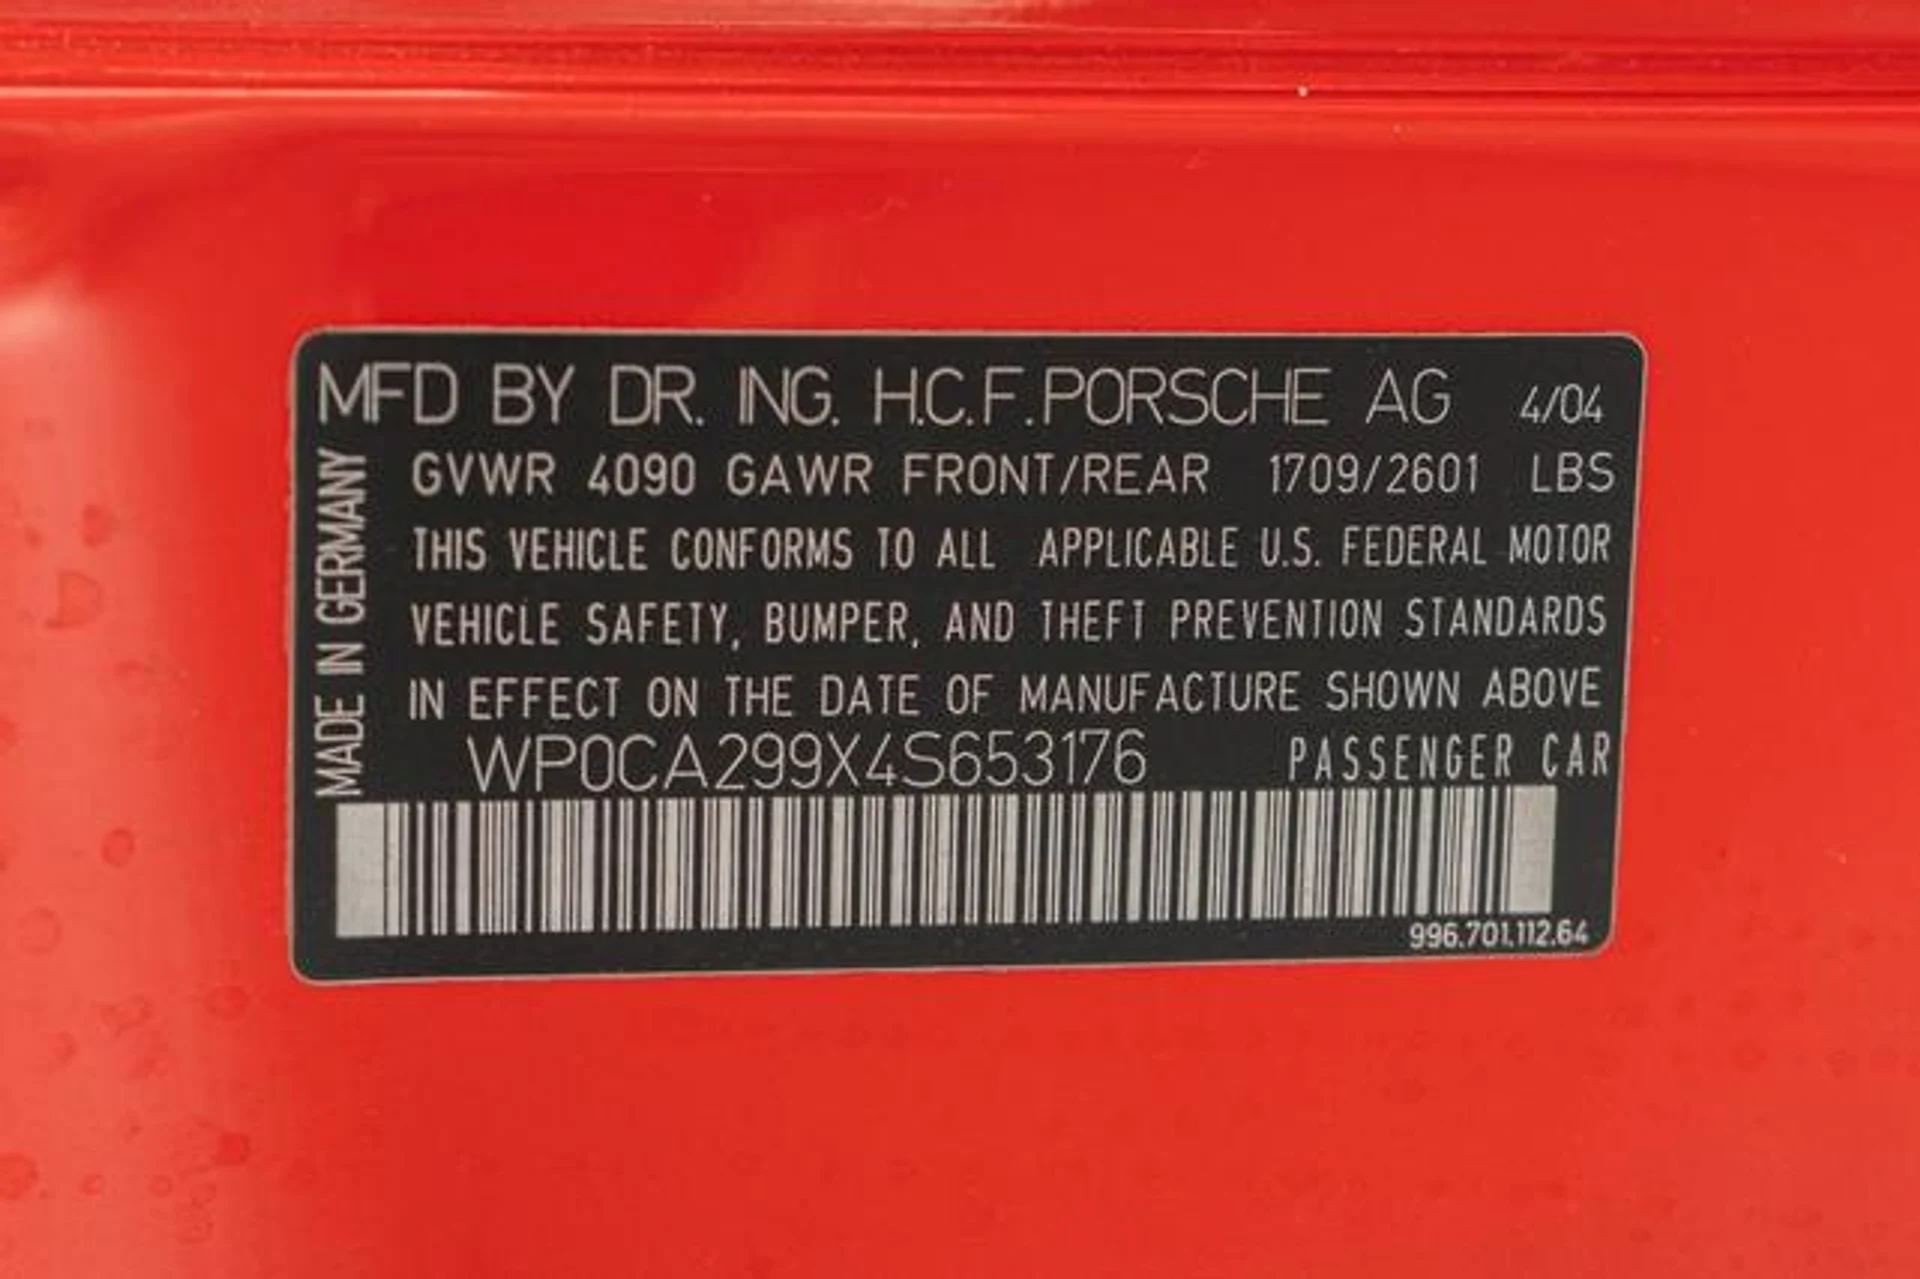 MFD BY DR. ING. H.C.F. PORSCHE AG 4/04
MADE IN GERMANY
GVWR 4090 GAWR FRONT/REAR 1709/2601 LBS
THIS VEHICLE CONFORMS TO ALL APPLICABLE U.S. FEDERAL MOTOR
VEHICLE SAFETY, BUMPER, AND THEFT PREVENTION STANDARDS
IN EFFECT ON THE DATE OF MANUFACTURE SHOWN ABOVE
WP0CA299X4S653176 PASSENGER CAR
996.701.112.64